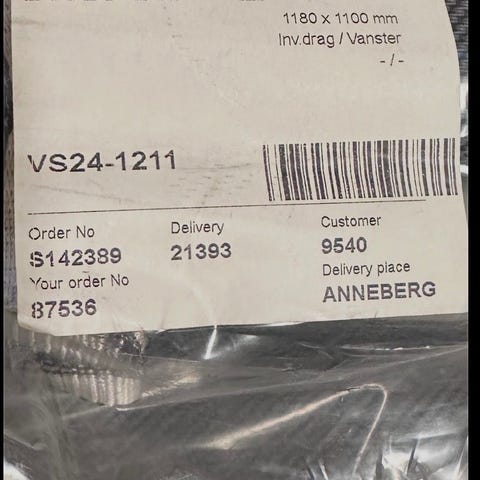 1180 x 1100 mm
Inv.drag / Vanster
- / -
VS24-1211
Order No
Delivery
Customer
S142389
21393
9540
Your order No
Delivery place
87536
ANNEBERG